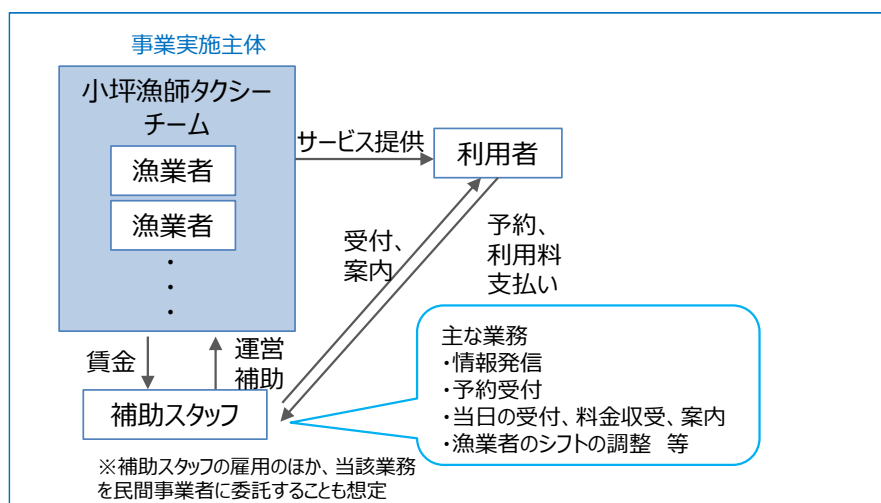 事業実施主体
小坪漁師タクシー
チーム
漁業者
漁業者
・
・
・
サービス提供
利用者
受付、
案内
予約、
利用料
支払い
賃金
運営
補助
補助スタッフ
主な業務
・情報発信
・予約受付
・当日の受付、料金収受、案内
・漁業者のシフトの調整　等
※補助スタッフの雇用のほか、当該業務
を民間事業者に委託することも想定